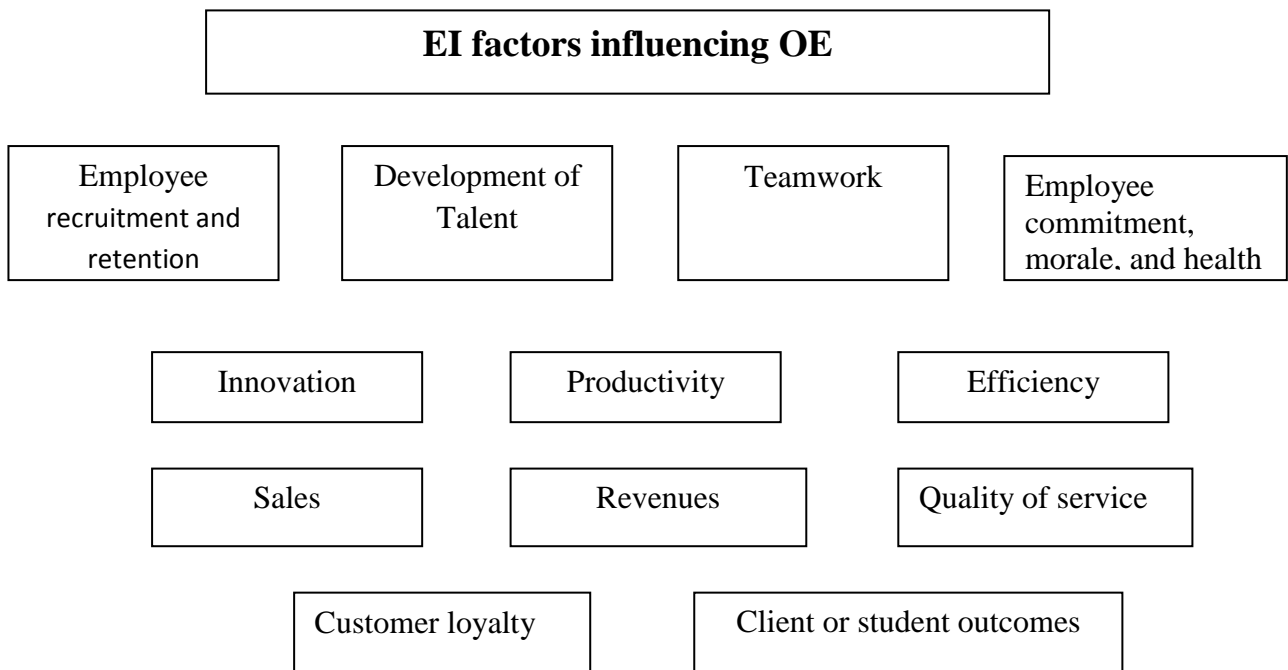 EI factors influencing OE
Employee
recruitment and
retention
Development of
Talent
Teamwork
Employee
commitment,
morale, and health
Innovation
Productivity
Efficiency
Sales
Revenues
Quality of service
Customer loyalty
Client or student outcomes